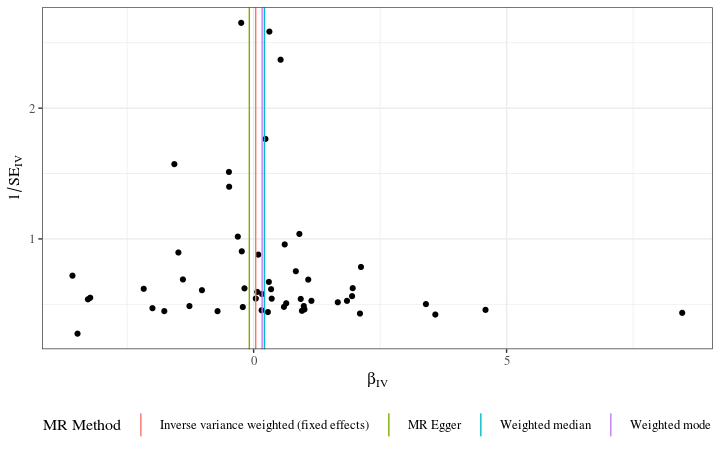 2
1
1/SE_IV
0 5
β_IV
MR Method Inverse variance weighted (fixed effects) MR Egger Weighted median Weighted mode